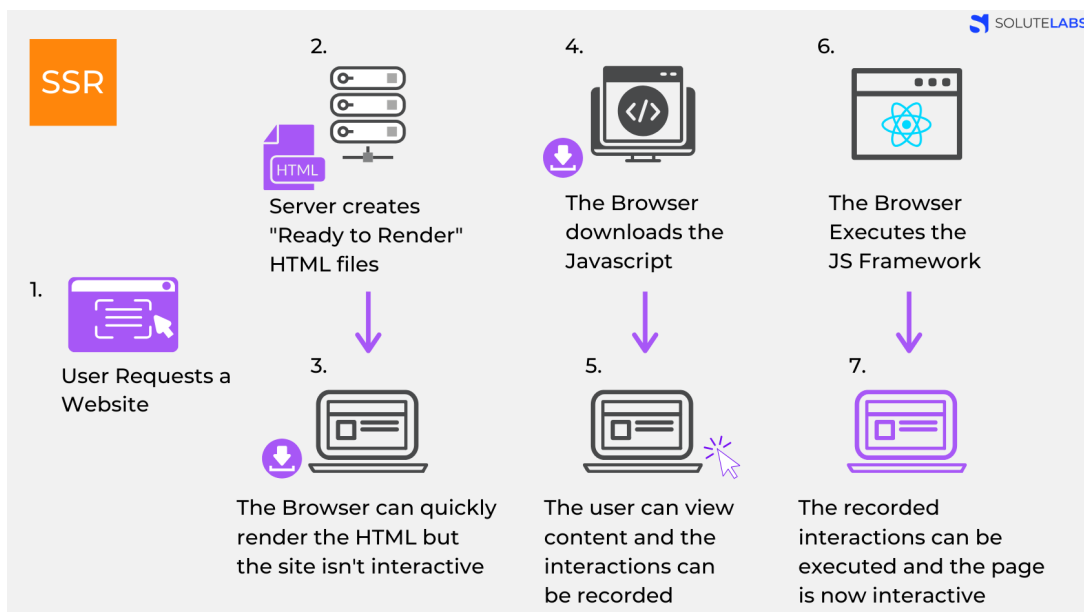 SOLUTELABS
SSR
1.
User Requests a
Website
2.
HTML
Server creates
"Ready to Render"
HTML files
3.
The Browser can quickly
render the HTML but
the site isn't interactive
4.
</>
The Browser
downloads the
Javascript
5.
The user can view
content and the
interactions can
be recorded
6.
The Browser
Executes the
JS Framework
7.
The recorded
interactions can be
executed and the page
is now interactive